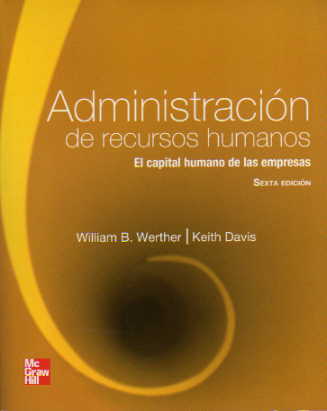 Administración
de recursos humanos
El capital humano de las empresas
SEXTA EDICIÓN
William B. Werther | Keith Davis
Mc
Graw
Hill